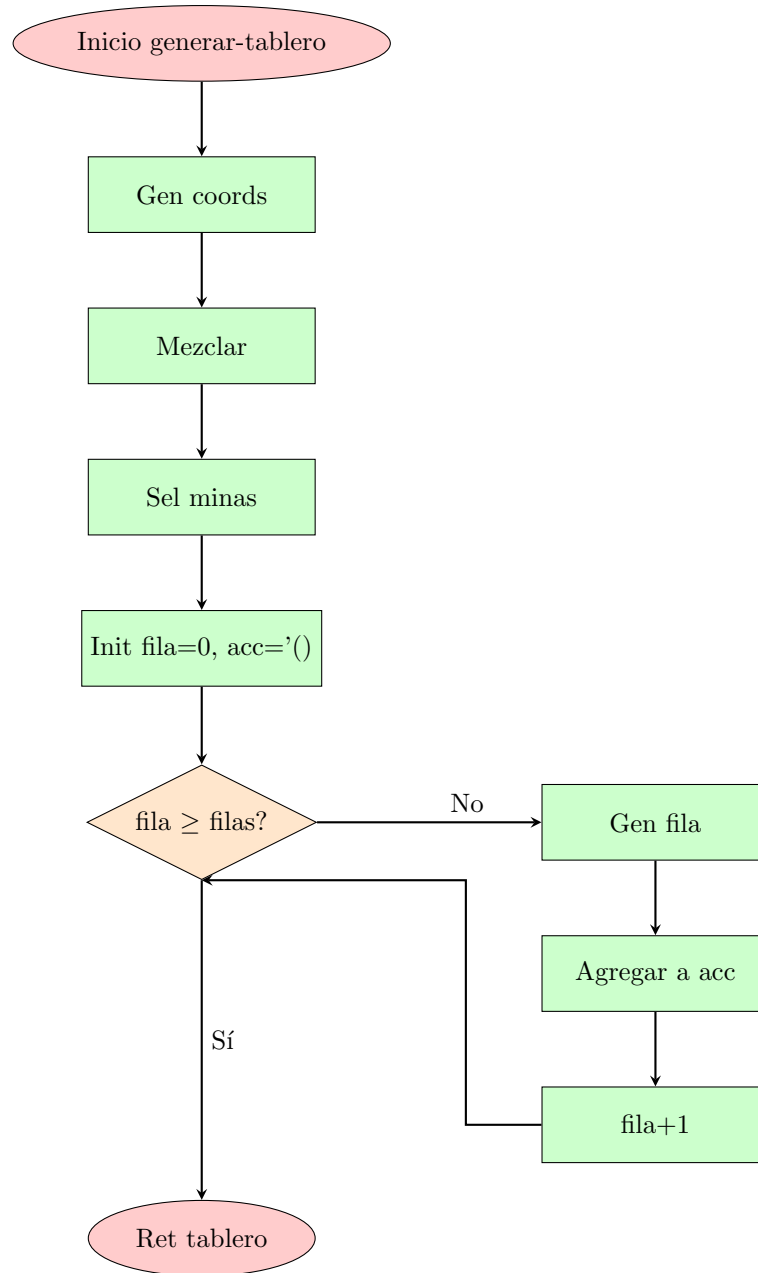 Inicio generar-tablero
Gen coords
Mezclar
Sel minas
Init fila=0, acc=’()
fila ≥ filas?
No
Gen fila
Agregar a acc
fila+1
Sí
Ret tablero